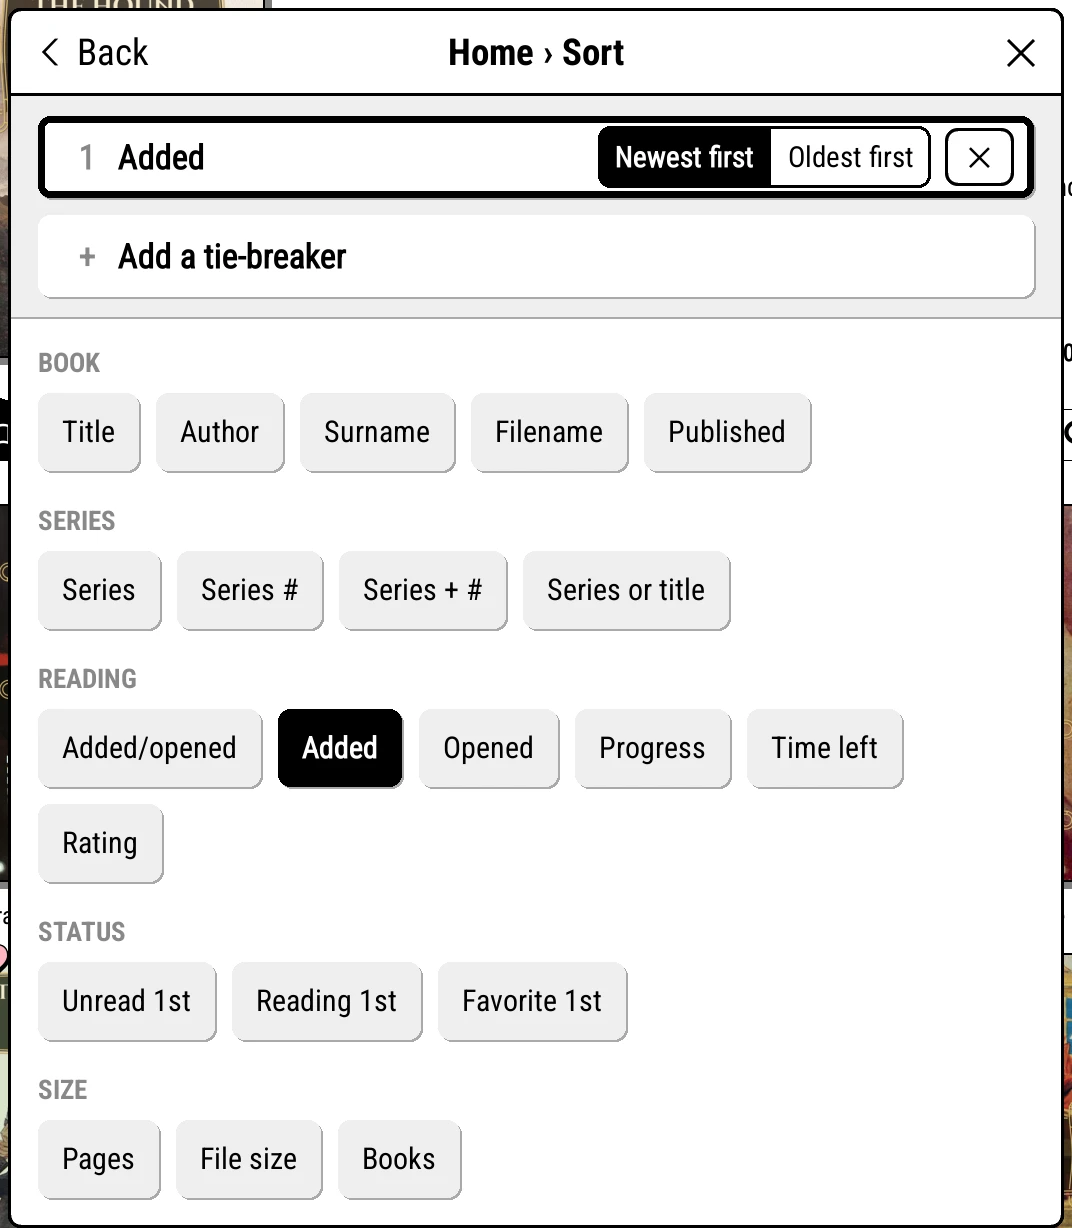 THE HOUND
Back
Home › Sort
1 Added Newest first Oldest first
+ Add a tie-breaker
BOOK
Title Author Surname Filename Published
SERIES
Series Series # Series + # Series or title
READING
Added/opened Added Opened Progress Time left
Rating
STATUS
Unread 1st Reading 1st Favorite 1st
SIZE
Pages File size Books